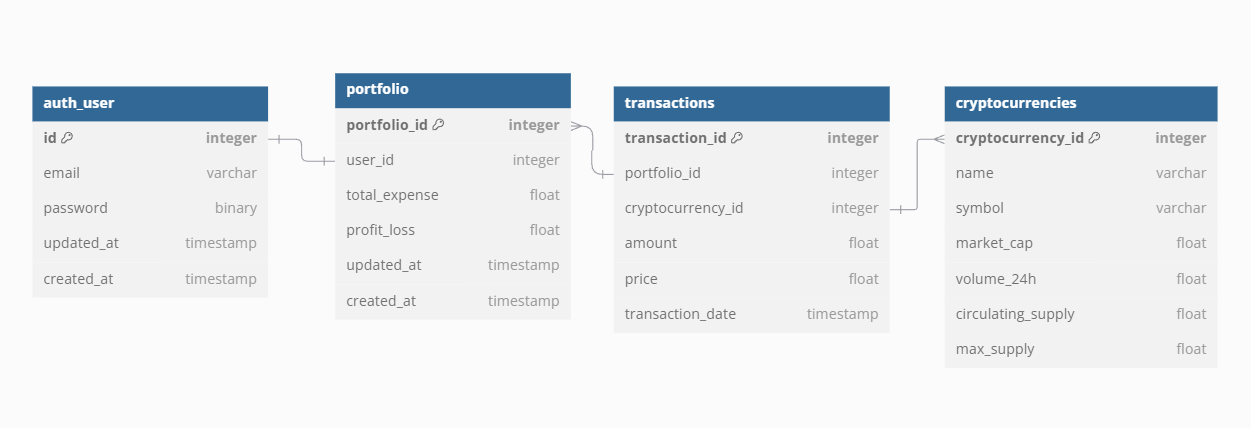 auth_user
id integer
email varchar
password binary
updated_at timestamp
created_at timestamp
portfolio
portfolio_id integer
user_id integer
total_expense float
profit_loss float
updated_at timestamp
created_at timestamp
transactions
transaction_id integer
portfolio_id integer
cryptocurrency_id integer
amount float
price float
transaction_date timestamp
cryptocurrencies
cryptocurrency_id integer
name varchar
symbol varchar
market_cap float
volume_24h float
circulating_supply float
max_supply float